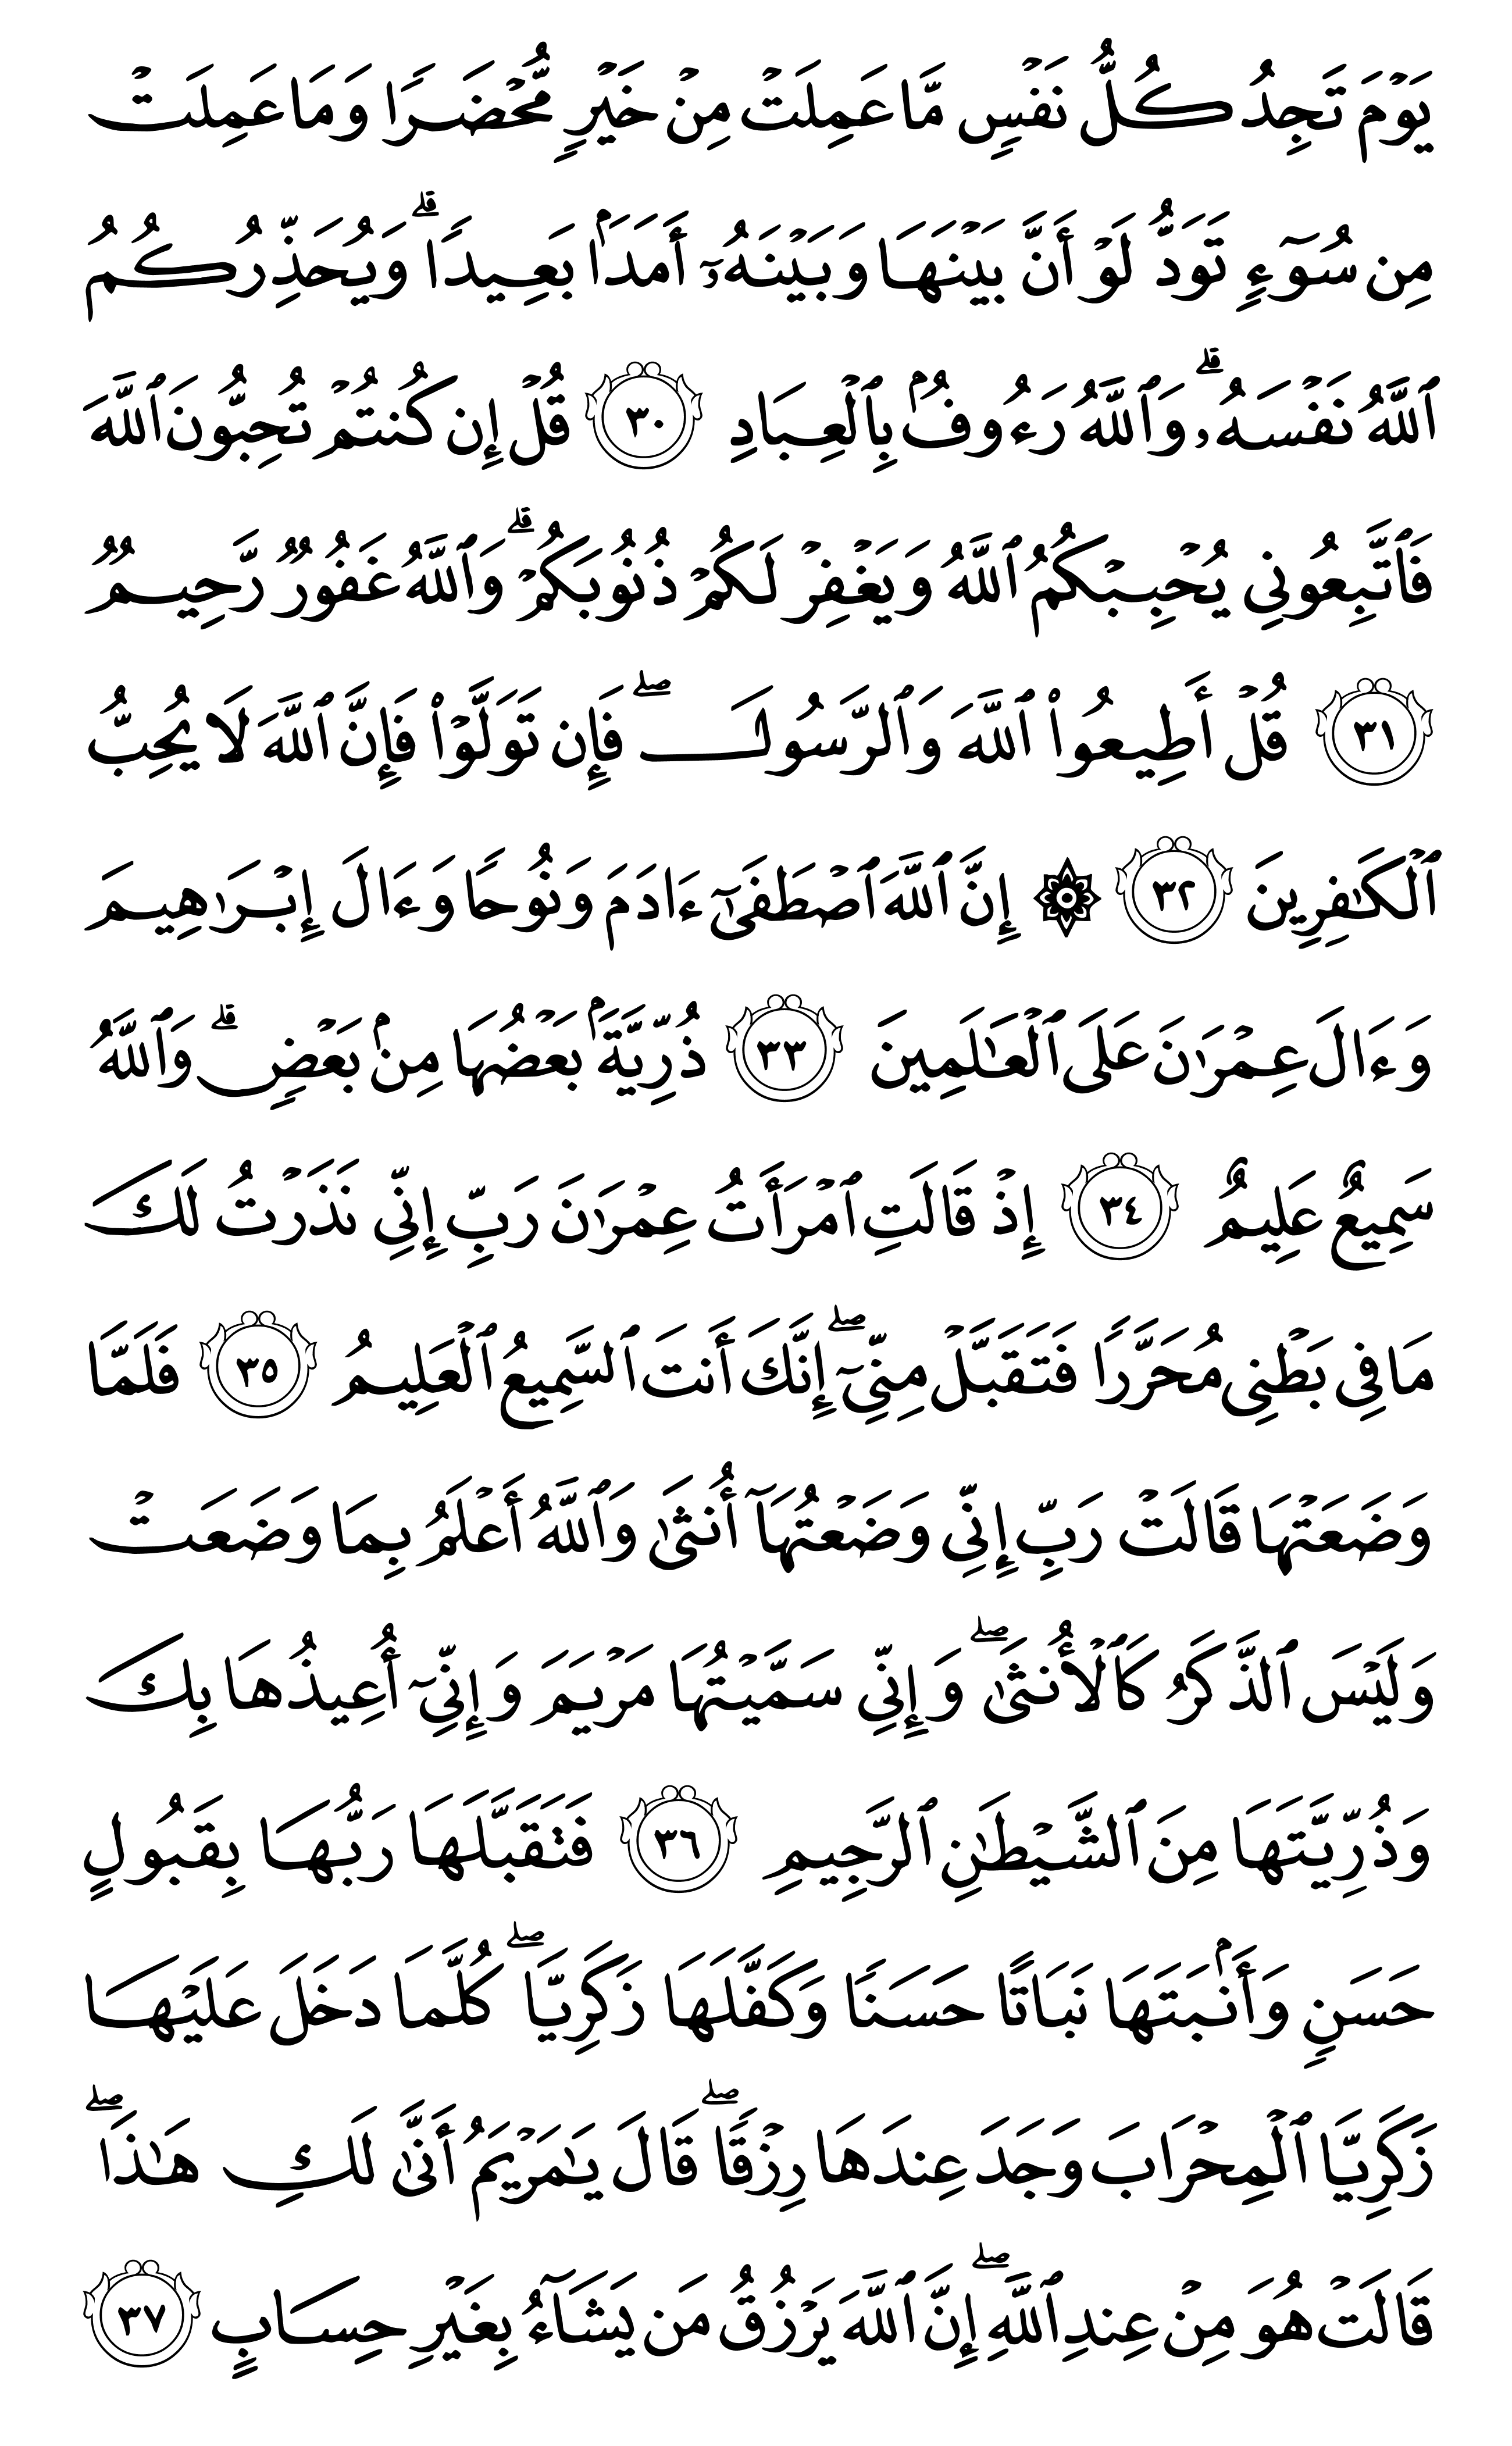 يَوْمَ تَجِدُ كُلُّ نَفْسٍ مَّا عَمِلَتْ مِنْ خَيْرٍ مُّحْضَرًا وَمَا عَمِلَتْ
مِن سُوٓءٍ تَوَدُّ لَوْ أَنَّ بَيْنَهَا وَبَيْنَهُۥٓ أَمَدَۢا بَعِيدًا ۗ وَيُحَذِّرُكُمُ
ٱللَّهُ نَفْسَهُۥ ۗ وَٱللَّهُ رَءُوفُۢ بِٱلْعِبَادِ ٣٠ قُلْ إِن كُنتُمْ تُحِبُّونَ ٱللَّهَ
فَٱتَّبِعُونِى يُحْبِبْكُمُ ٱللَّهُ وَيَغْفِرْ لَكُمْ ذُنُوبَكُمْ ۗ وَٱللَّهُ غَفُورٌ رَّحِيمٌ
٣١ قُلْ أَطِيعُوا۟ ٱللَّهَ وَٱلرَّسُولَ ۖ فَإِن تَوَلَّوْا۟ فَإِنَّ ٱللَّهَ لَا يُحِبُّ
ٱلْكَٰفِرِينَ ٣٢ ۞ إِنَّ ٱللَّهَ ٱصْطَفَىٰٓ ءَادَمَ وَنُوحًا وَءَالَ إِبْرَٰهِيمَ
وَءَالَ عِمْرَٰنَ عَلَى ٱلْعَٰلَمِينَ ٣٣ ذُرِّيَّةَۢ بَعْضُهَا مِنۢ بَعْضٍ ۗ وَٱللَّهُ
سَمِيعٌ عَلِيمٌ ٣٤ إِذْ قَالَتِ ٱمْرَأَتُ عِمْرَٰنَ رَبِّ إِنِّى نَذَرْتُ لَكَ
مَا فِى بَطْنِى مُحَرَّرًا فَتَقَبَّلْ مِنِّىٓ ۖ إِنَّكَ أَنتَ ٱلسَّمِيعُ ٱلْعَلِيمُ ٣٥ فَلَمَّا
وَضَعَتْهَا قَالَتْ رَبِّ إِنِّى وَضَعْتُهَآ أُنثَىٰ وَٱللَّهُ أَعْلَمُ بِمَا وَضَعَتْ
وَلَيْسَ ٱلذَّكَرُ كَٱلْأُنثَىٰ ۖ وَإِنِّى سَمَّيْتُهَا مَرْيَمَ وَإِنِّىٓ أُعِيذُهَا بِكَ
وَذُرِّيَّتَهَا مِنَ ٱلشَّيْطَٰنِ ٱلرَّجِيمِ ٣٦ فَتَقَبَّلَهَا رَبُّهَا بِقَبُولٍ
حَسَنٍ وَأَنۢبَتَهَا نَبَاتًا حَسَنًا وَكَفَّلَهَا زَكَرِيَّا ۖ كُلَّمَا دَخَلَ عَلَيْهَا
زَكَرِيَّا ٱلْمِحْرَابَ وَجَدَ عِندَهَا رِزْقًا ۖ قَالَ يَٰمَرْيَمُ أَنَّىٰ لَكِ هَٰذَا ۖ
قَالَتْ هُوَ مِنْ عِندِ ٱللَّهِ ۖ إِنَّ ٱللَّهَ يَرْزُقُ مَن يَشَآءُ بِغَيْرِ حِسَابٍ ٣٧